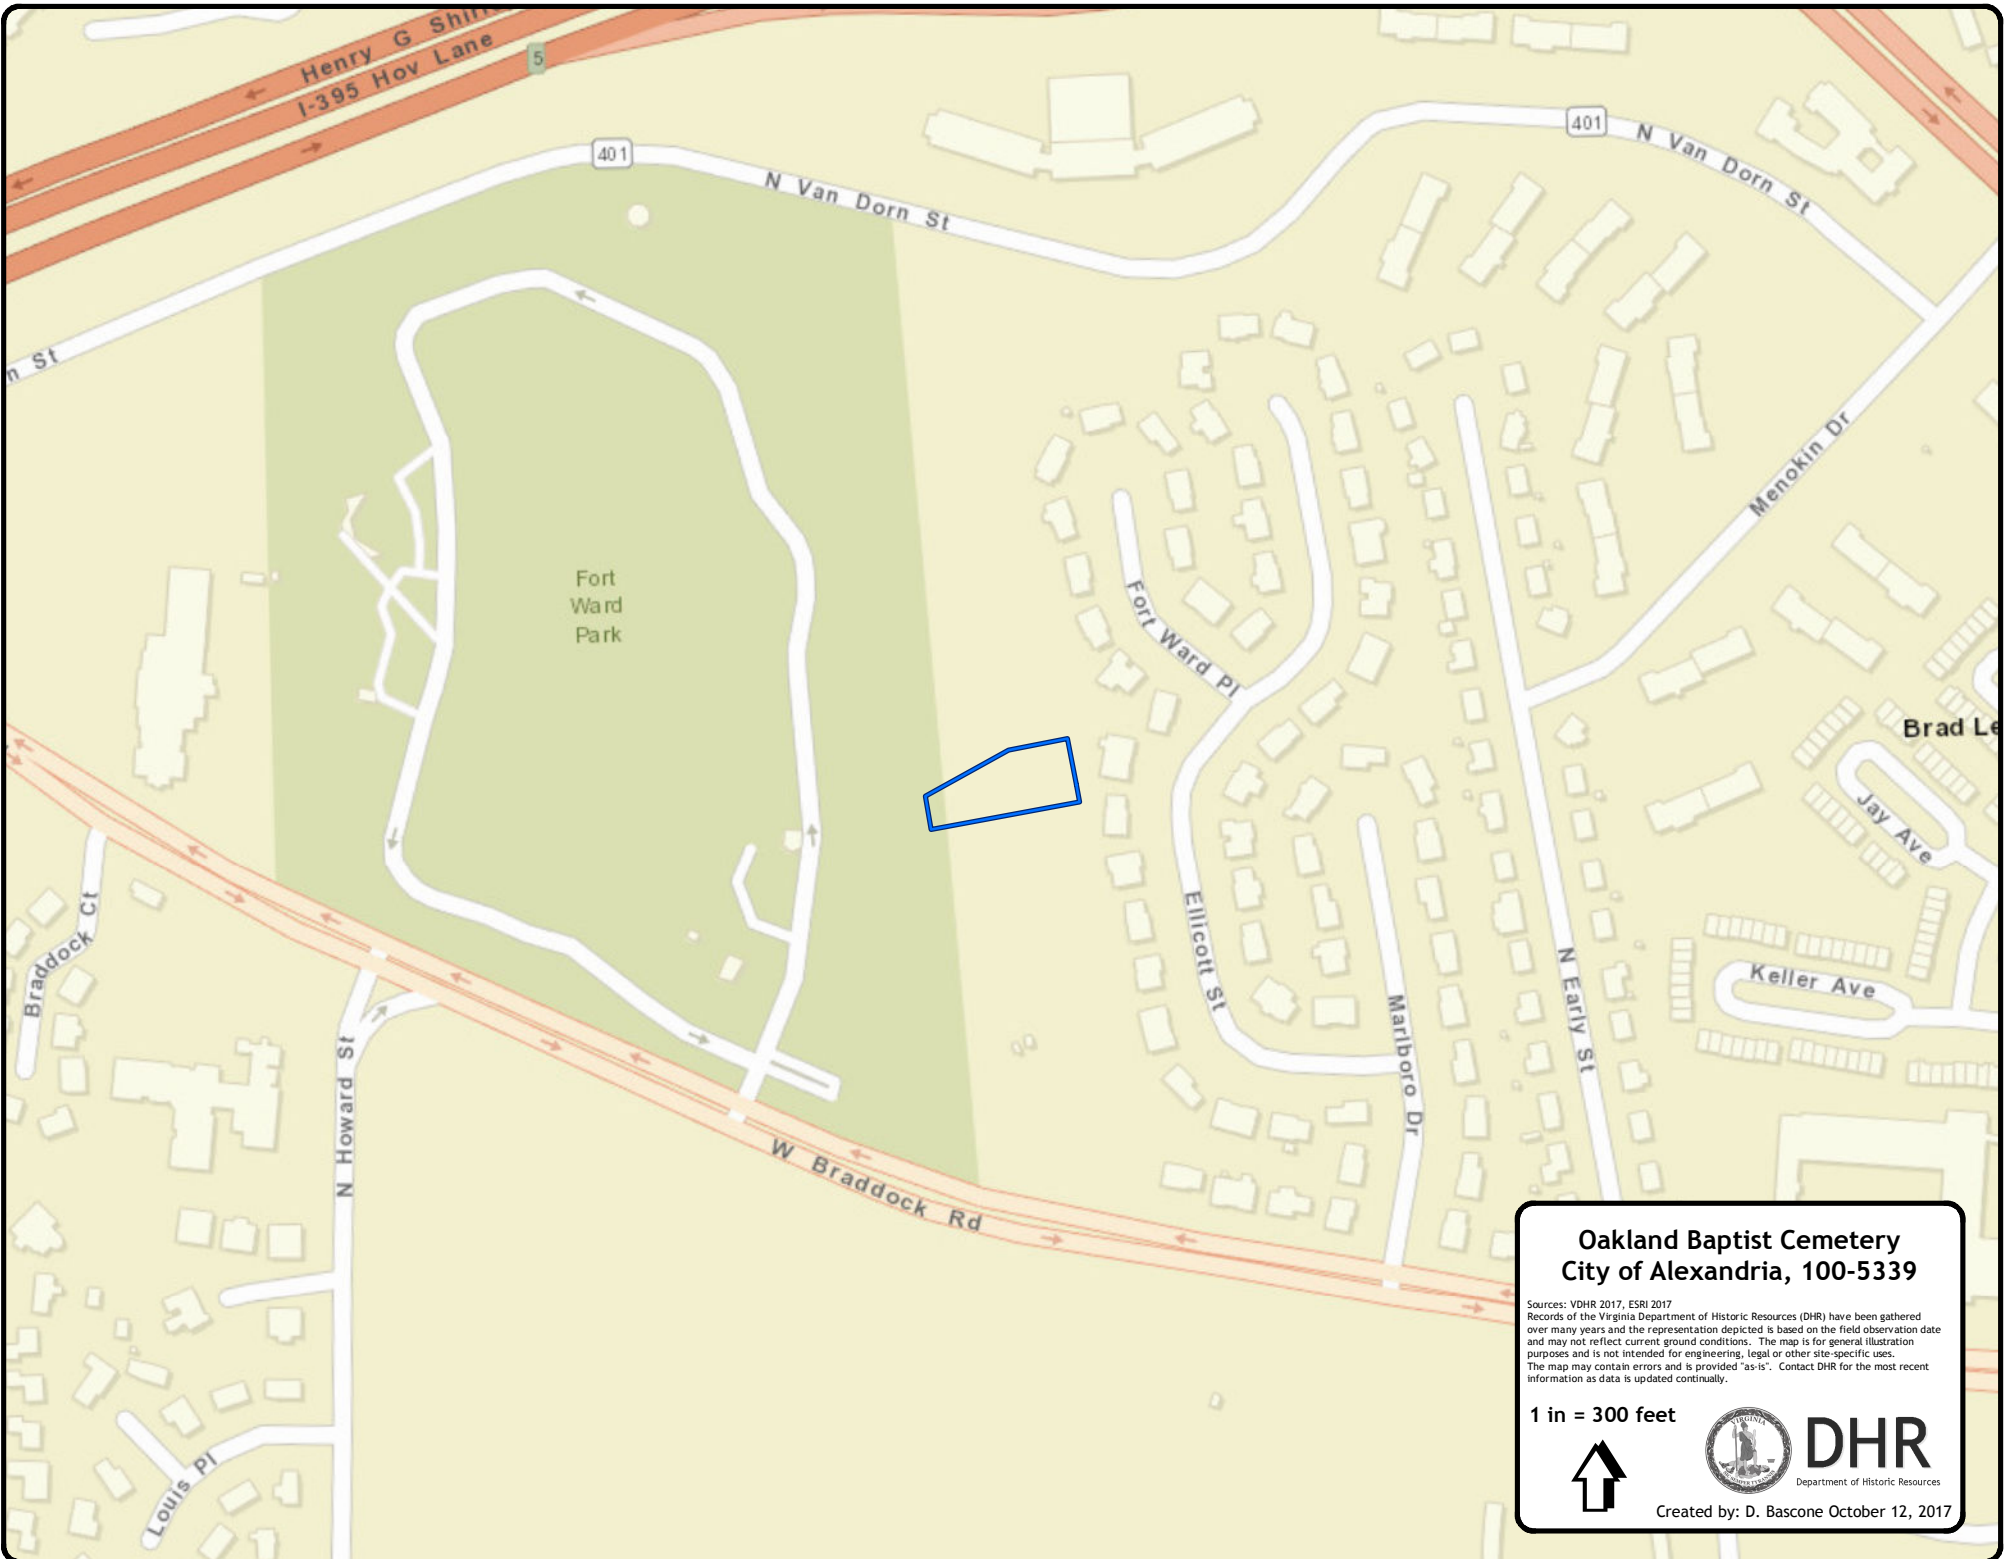 Henry G Shirl
I-395 Hov Lane
5
401
N Van Dorn St
401
N Van Dorn St
n St
Fort
Ward
Park
Fort Ward Pl
Menokin Dr
Brad Le
Jay Ave
Keller Ave
Ellicott St
Marlboro Dr
N Early St
Braddock Ct
N Howard St
W Braddock Rd
Louis Pl
Oakland Baptist Cemetery
City of Alexandria, 100-5339
Sources: VDHR 2017, ESRI 2017
Records of the Virginia Department of Historic Resources (DHR) have been gathered
over many years and the representation depicted is based on the field observation date
and may not reflect current ground conditions. The map is for general illustration
purposes and is not intended for engineering, legal or other site-specific uses.
The map may contain errors and is provided "as-is". Contact DHR for the most recent
information as data is updated continually.
1 in = 300 feet
VIRGINIA
DHR
Department of Historic Resources
Created by: D. Bascone October 12, 2017